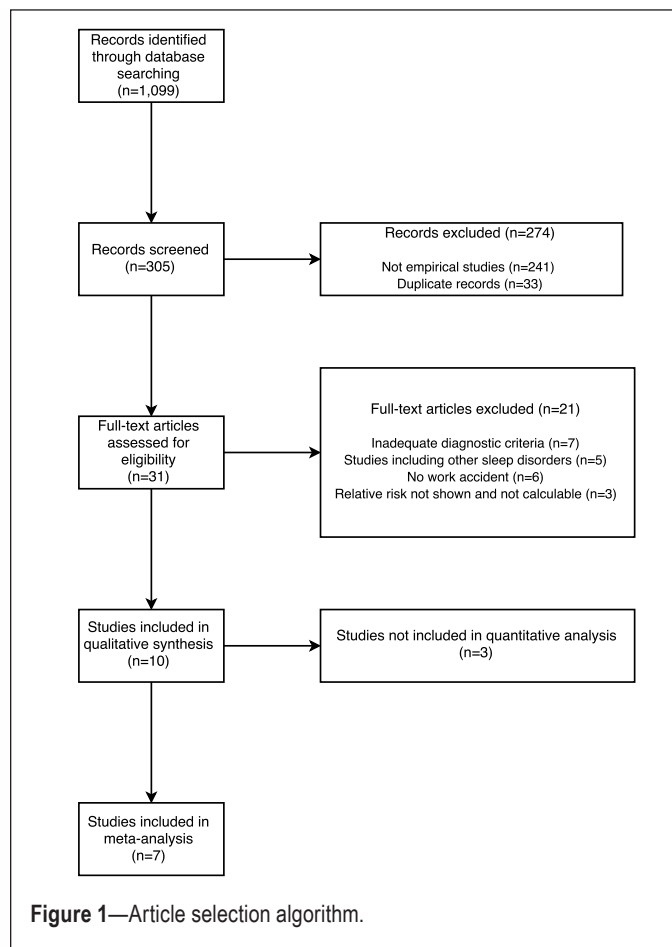 Records identified
through database
searching
(n=1,099)
Records screened
(n=305)
Records excluded (n=274)
Not empirical studies (n=241)
Duplicate records (n=33)
Full-text articles
assessed for
eligibility
(n=31)
Full-text articles excluded (n=21)
Inadequate diagnostic criteria (n=7)
Studies including other sleep disorders (n=5)
No work accident (n=6)
Relative risk not shown and not calculable (n=3)
Studies included in
qualitative synthesis
(n=10)
Studies not included in quantitative analysis
(n=3)
Studies included in
meta-analysis
(n=7)
Figure 1—Article selection algorithm.